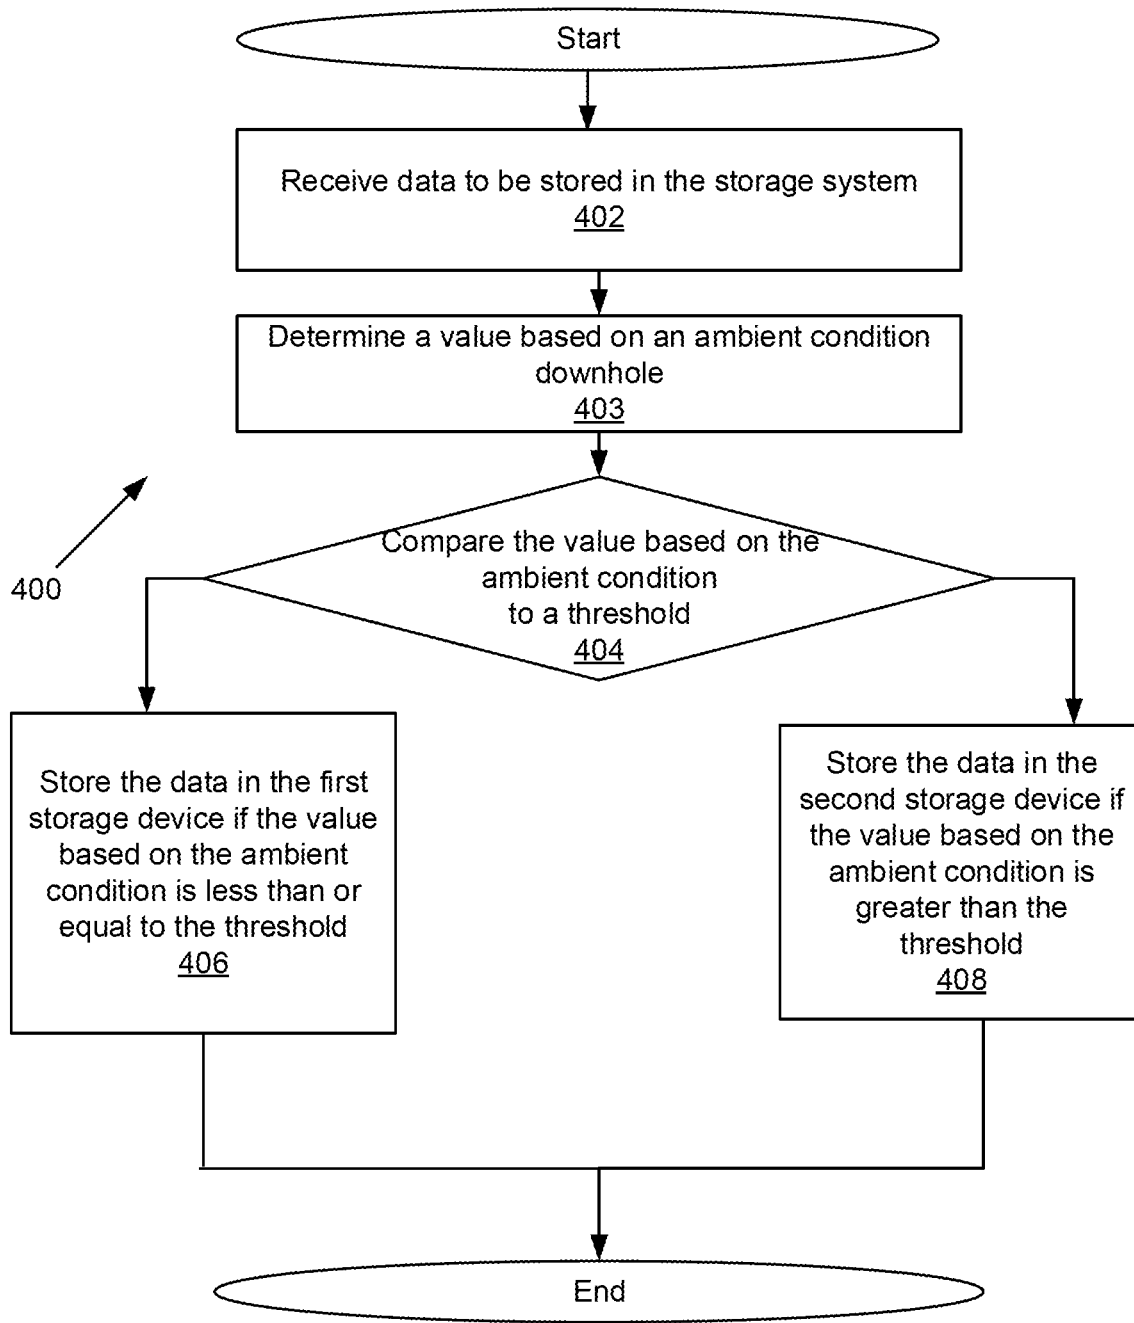 Start
Receive data to be stored in the storage system
402
Determine a value based on an ambient condition
downhole
403
Compare the value based on the
ambient condition
to a threshold
404
400
Store the data in the first
storage device if the value
based on the ambient
condition is less than or
equal to the threshold
406
Store the data in the
second storage device if
the value based on the
ambient condition is
greater than the
threshold
408
End